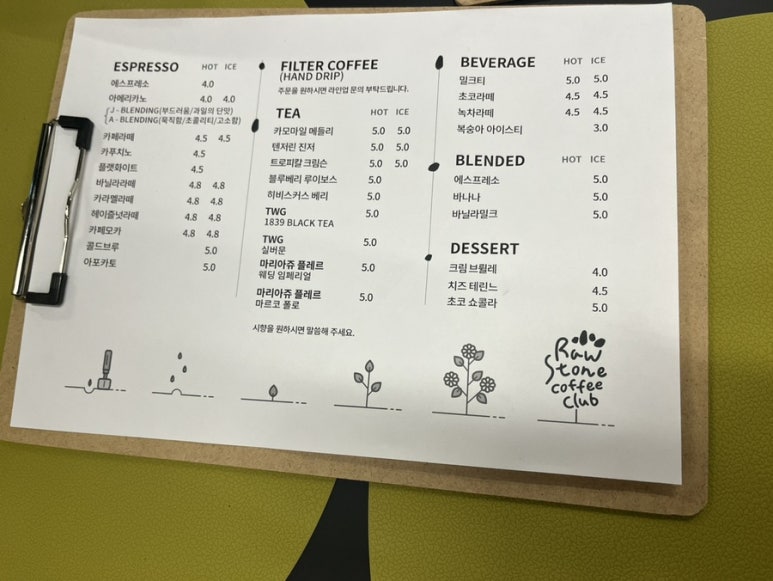 ESPRESSO HOT ICE
에스프레소 4.0
아메리카노 4.0 4.0
J - BLENDING(부드러움/과일의 단맛)
A - BLENDING(묵직함/초콜리티/고소함)
카페라떼 4.5 4.5
카푸치노 4.5
플랫화이트 4.5
바닐라라떼 4.8 4.8
카라멜라떼 4.8 4.8
헤이즐넛라떼 4.8 4.8
카페모카 4.8 4.8
콜드브루 5.0
아포카토 5.0
FILTER COFFEE
(HAND DRIP)
주문을 원하시면 라인업 문의 부탁드립니다.
TEA HOT ICE
카모마일 메들리 5.0 5.0
텐저린 진저 5.0 5.0
트로피칼 크림슨 5.0 5.0
블루베리 루이보스 5.0
히비스커스 베리 5.0
TWG 5.0
1839 BLACK TEA
TWG 5.0
실버문
마리아쥬 플레르 5.0
웨딩 임페리얼
마리아쥬 플레르 5.0
마르코 폴로
시향을 원하시면 말씀해 주세요.
BEVERAGE HOT ICE
밀크티 5.0 5.0
초코라떼 4.5 4.5
녹차라떼 4.5 4.5
복숭아 아이스티 3.0
BLENDED HOT ICE
에스프레소 5.0
바나나 5.0
바닐라밀크 5.0
DESSERT
크림 브륄레 4.0
치즈 테린느 4.5
초코 쇼콜라 5.0
Raw
Stone
coffee
club